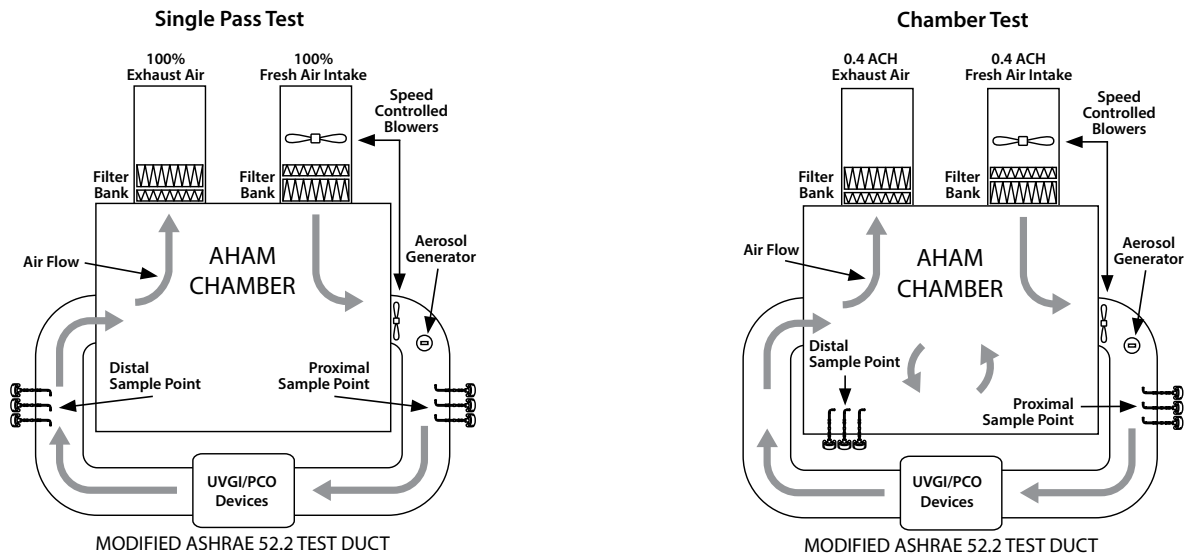 Single Pass Test
100%
Exhaust Air
100%
Fresh Air Intake
Speed
Controlled
Blowers
Filter
Bank
Filter
Bank
Air Flow
AHAM
CHAMBER
Aerosol
Generator
Distal
Sample Point
Proximal
Sample Point
UVGI/PCO
Devices
MODIFIED ASHRAE 52.2 TEST DUCT
Chamber Test
0.4 ACH
Exhaust Air
0.4 ACH
Fresh Air Intake
Speed
Controlled
Blowers
Filter
Bank
Filter
Bank
Air Flow
AHAM
CHAMBER
Aerosol
Generator
Distal
Sample Point
Proximal
Sample Point
UVGI/PCO
Devices
MODIFIED ASHRAE 52.2 TEST DUCT